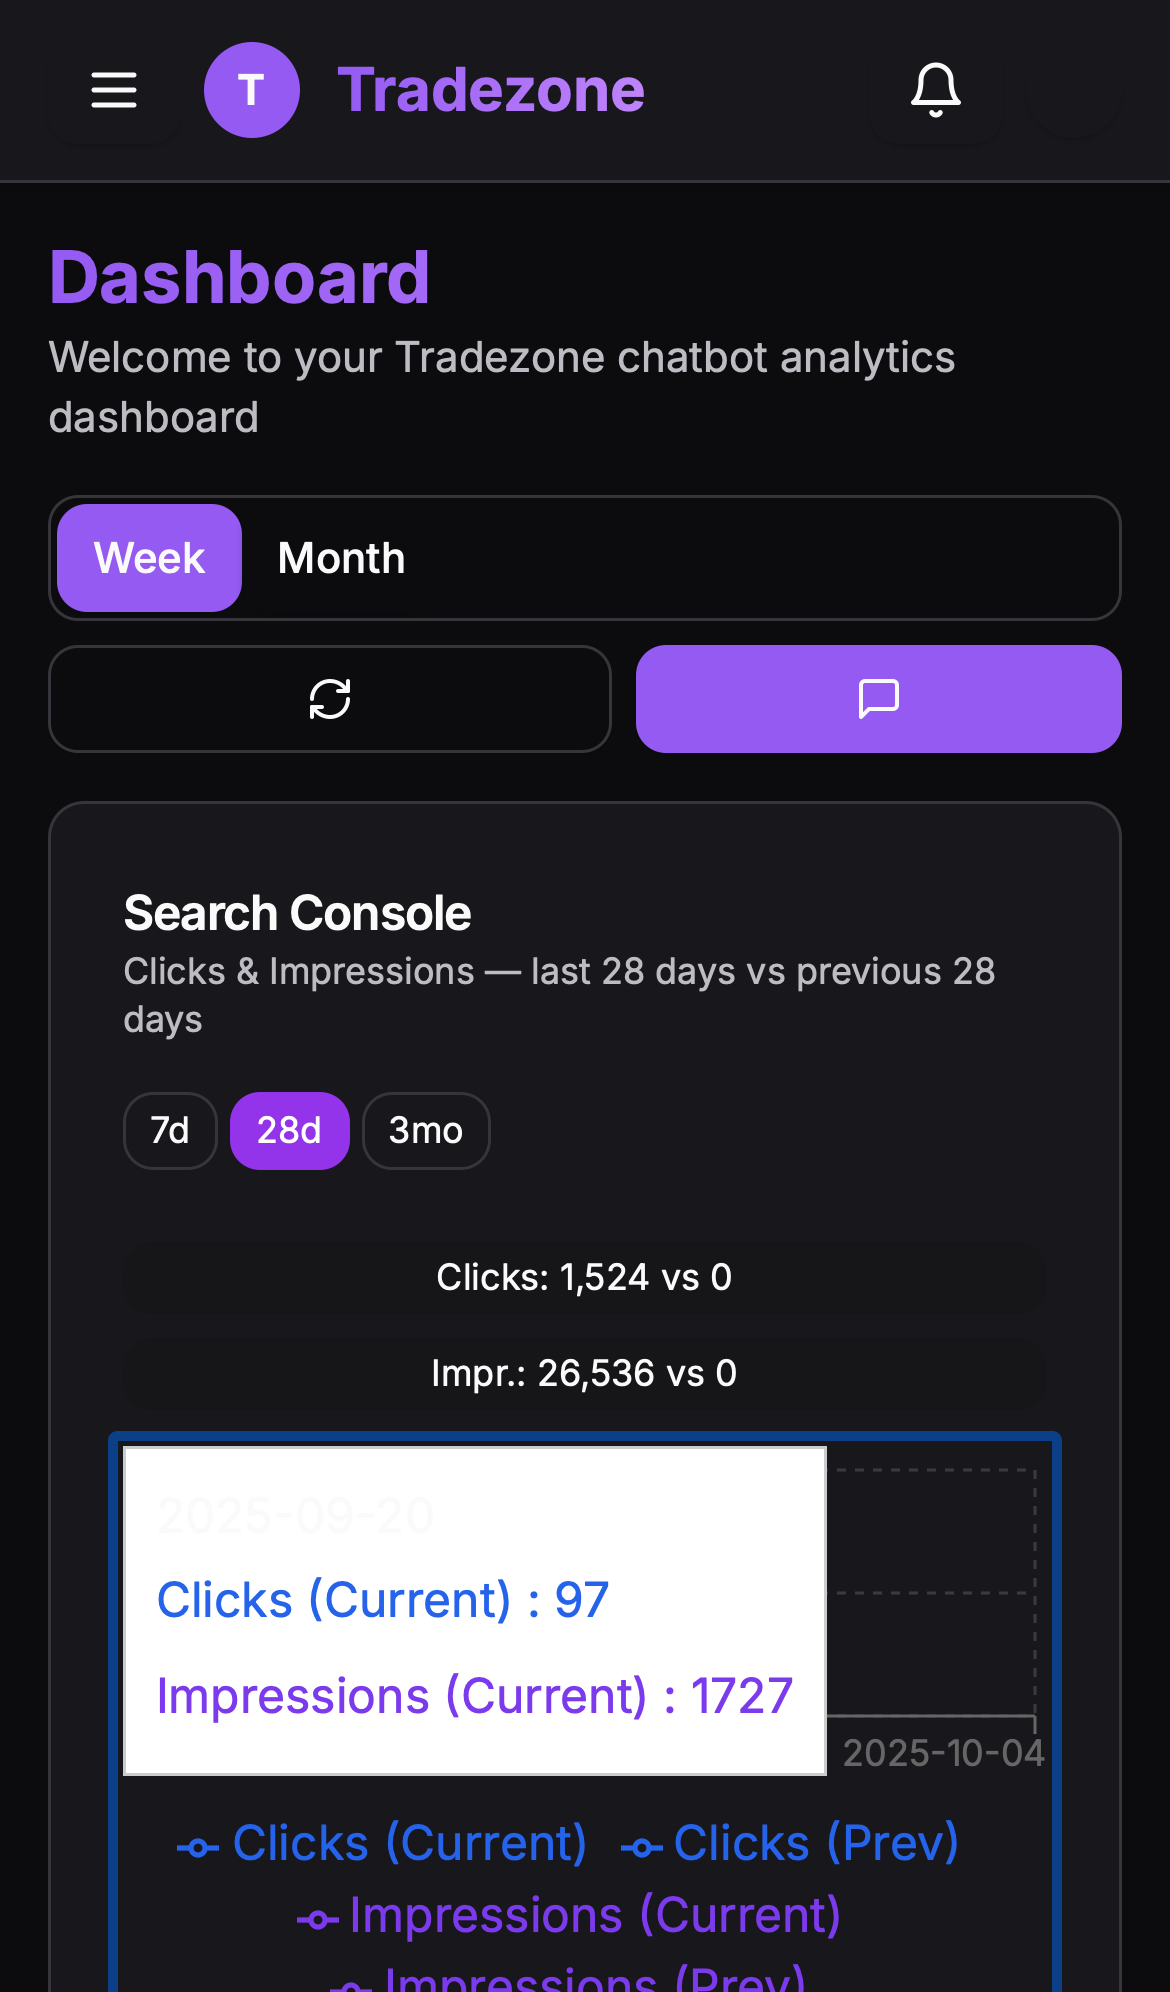 T
Tradezone
Dashboard
Welcome to your Tradezone chatbot analytics
dashboard
Week
Month
Search Console
Clicks & Impressions — last 28 days vs previous 28
days
7d
28d
3mo
Clicks: 1,524 vs 0
Impr.: 26,536 vs 0
2025-09-20
Clicks (Current) : 97
Impressions (Current) : 1727
2025-10-04
Clicks (Current)
Clicks (Prev)
Impressions (Current)
Impressions (Prev)